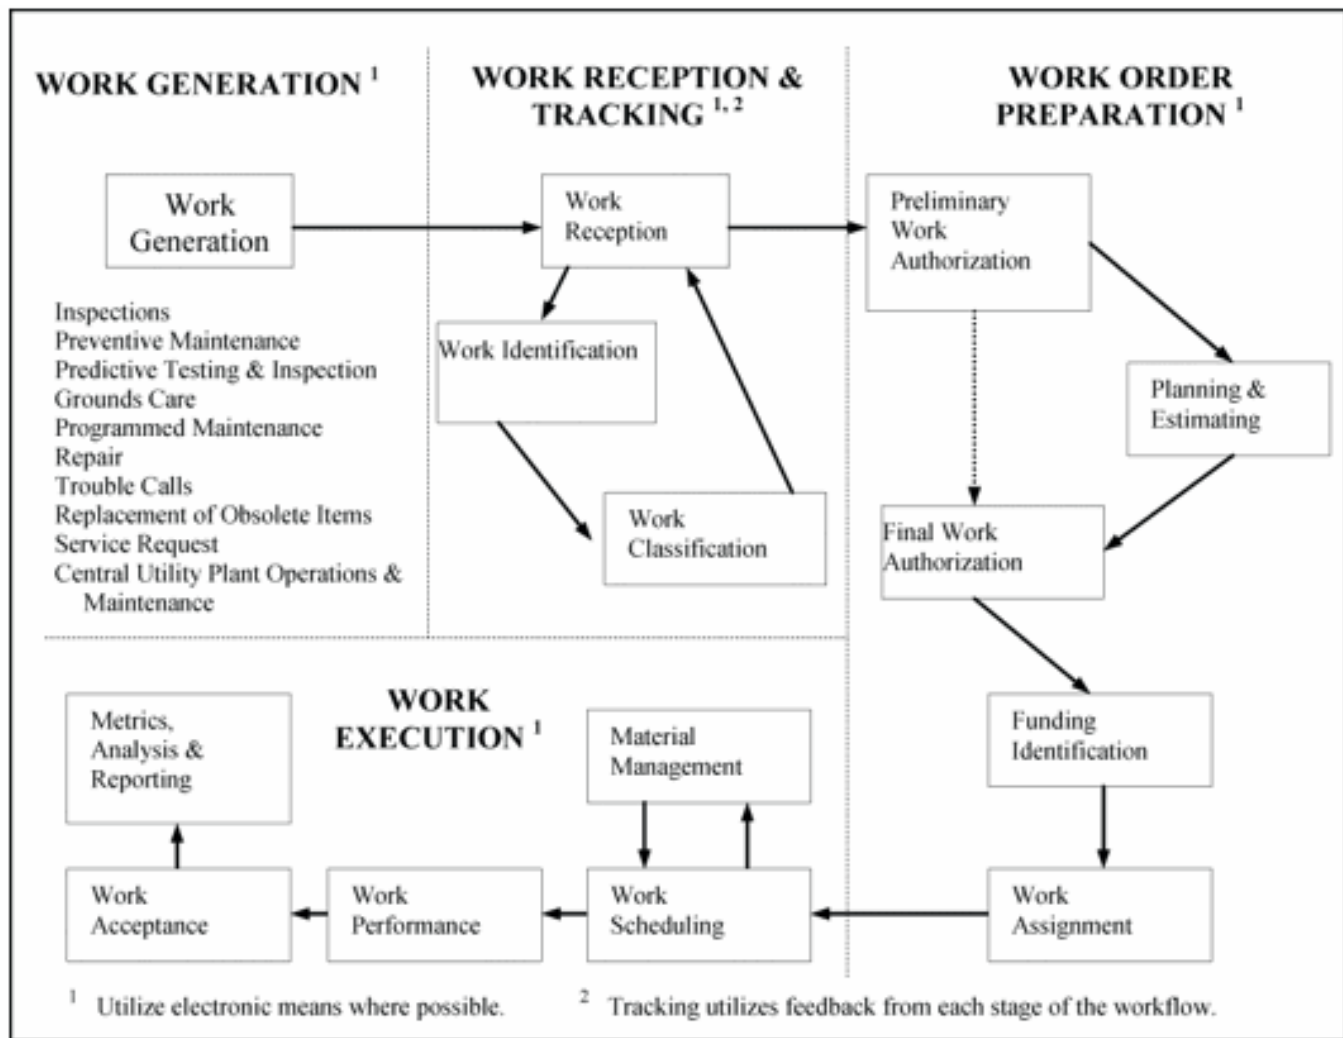 WORK GENERATION 1
Work
Generation
Inspections
Preventive Maintenance
Predictive Testing & Inspection
Grounds Care
Programmed Maintenance
Repair
Trouble Calls
Replacement of Obsolete Items
Service Request
Central Utility Plant Operations &
Maintenance
WORK RECEPTION &
TRACKING 1, 2
Work
Reception
Work Identification
Work
Classification
WORK ORDER
PREPARATION 1
Preliminary
Work
Authorization
Planning &
Estimating
Final Work
Authorization
Funding
Identification
Work
Assignment
WORK
EXECUTION 1
Material
Management
Work
Scheduling
Work
Performance
Work
Acceptance
Metrics,
Analysis &
Reporting
1 Utilize electronic means where possible.
2 Tracking utilizes feedback from each stage of the workflow.